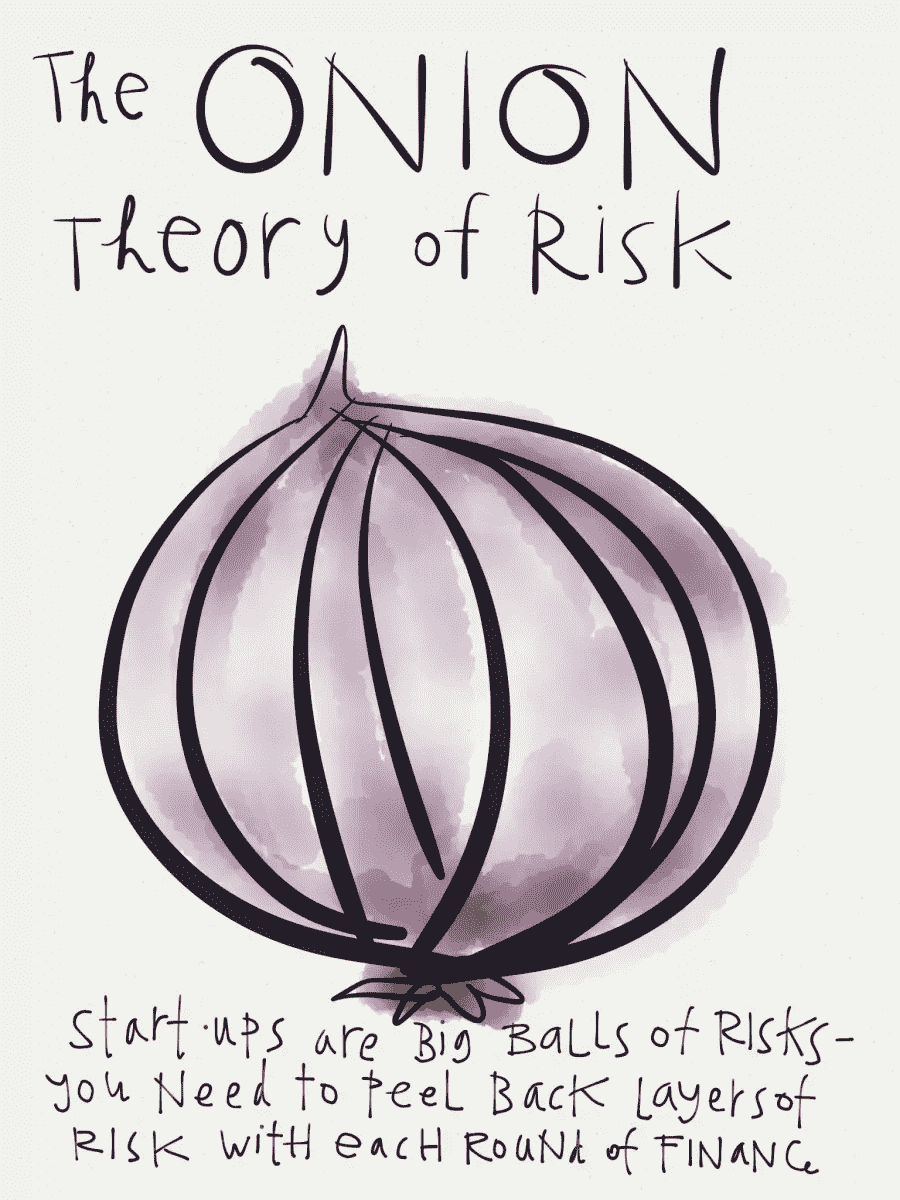 The ONION
Theory of Risk
Start-ups are Big Balls of RISKS-
you Need to Peel Back Layers of
RISK with each Round of FINANCe